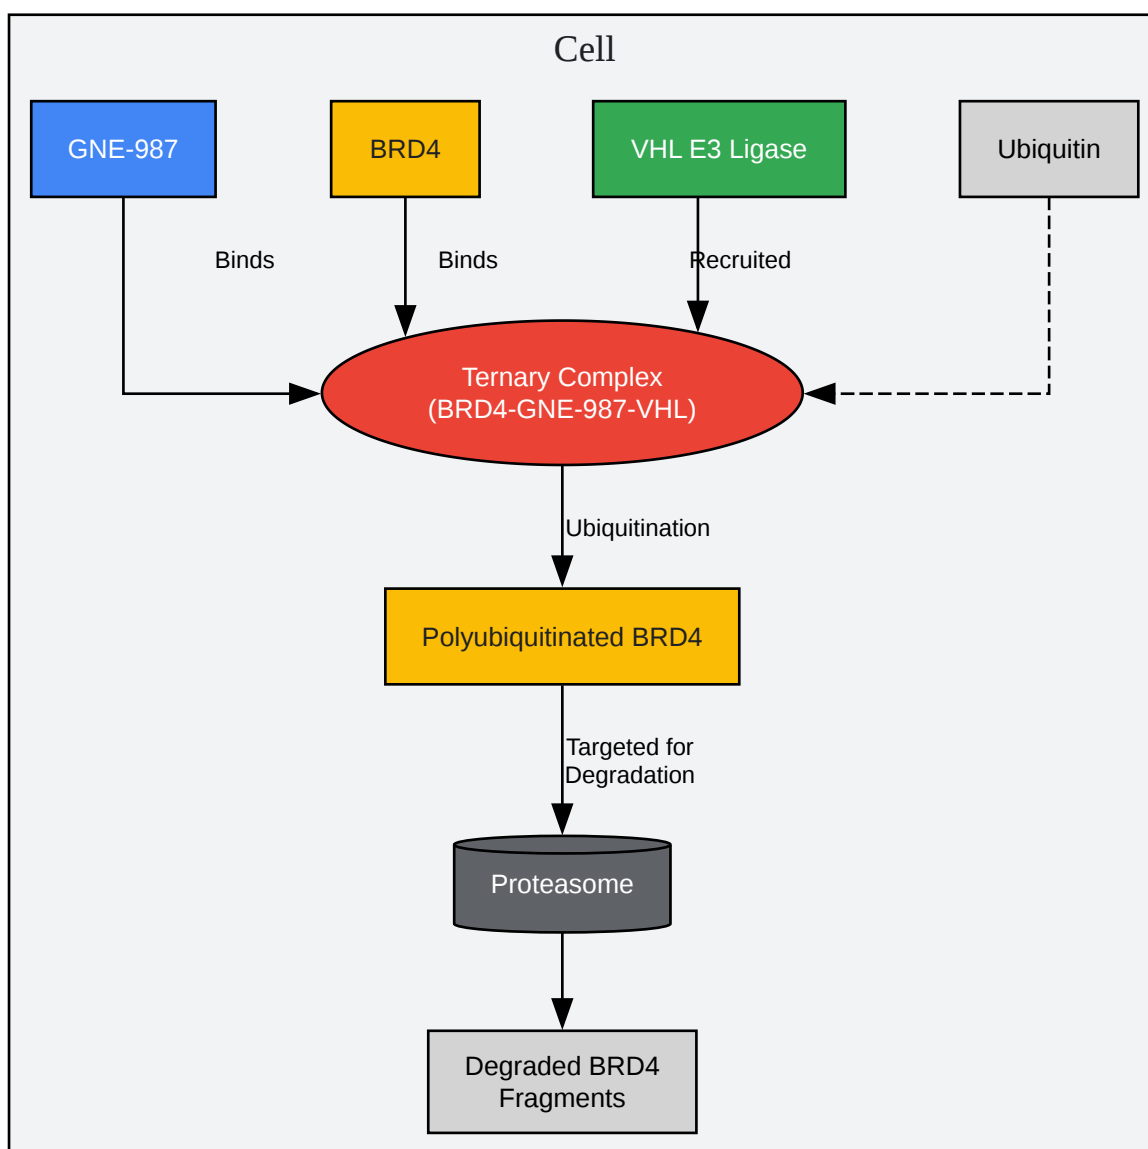 Cell
GNE-987
BRD4
VHL E3 Ligase
Ubiquitin
Binds
Binds
Recruited
Ternary Complex
(BRD4-GNE-987-VHL)
Ubiquitination
Polyubiquitinated BRD4
Targeted for
Degradation
Proteasome
Degraded BRD4
Fragments